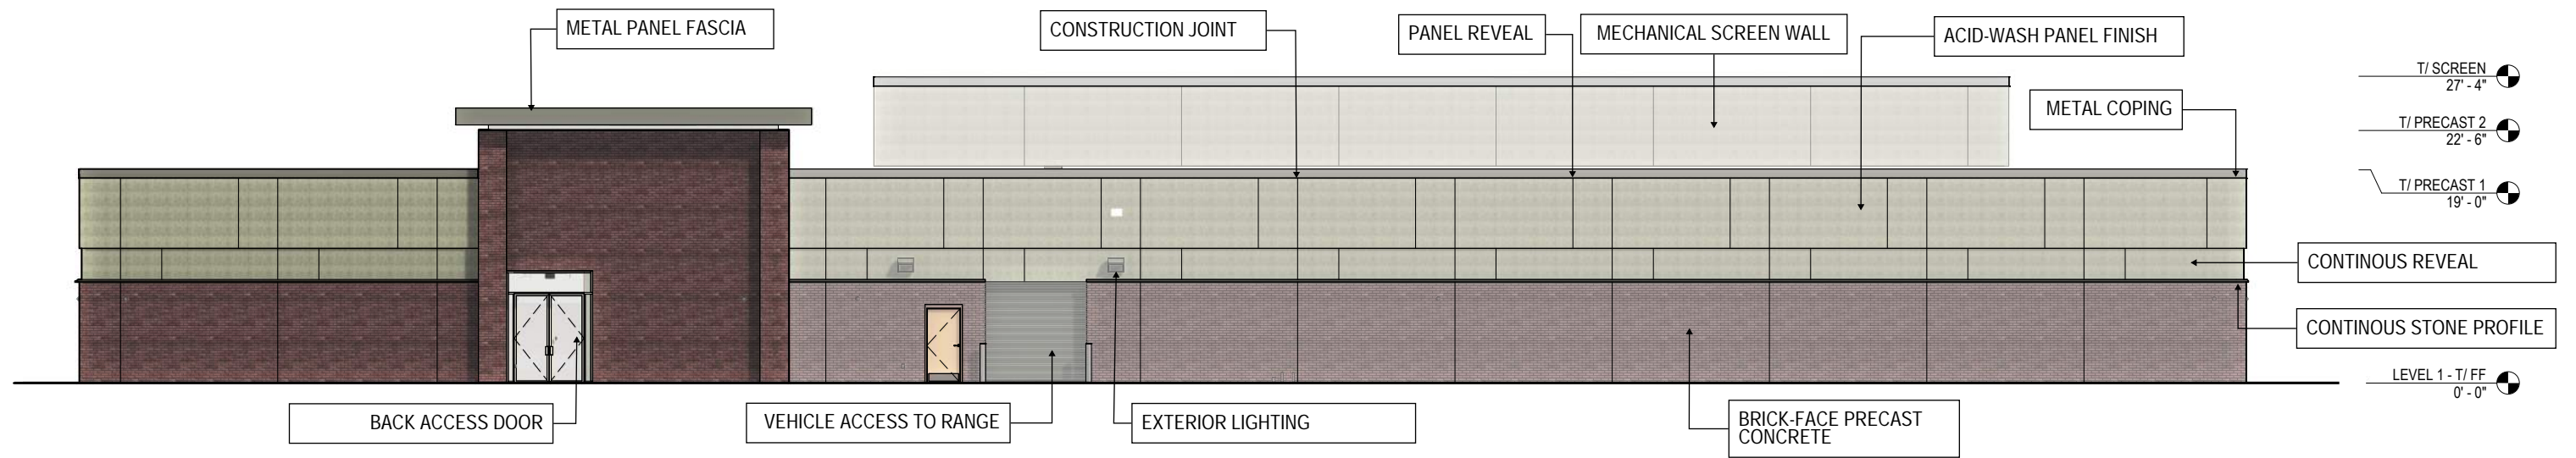 METAL PANEL FASCIA
CONSTRUCTION JOINT
PANEL REVEAL
MECHANICAL SCREEN WALL
ACID-WASH PANEL FINISH
T/ SCREEN
27' - 4"
METAL COPING
T/ PRECAST 2
22' - 6"
T/ PRECAST 1
19' - 0"
CONTINOUS REVEAL
CONTINOUS STONE PROFILE
LEVEL 1 - T/ FF
0' - 0"
BACK ACCESS DOOR
VEHICLE ACCESS TO RANGE
EXTERIOR LIGHTING
BRICK-FACE PRECAST
CONCRETE